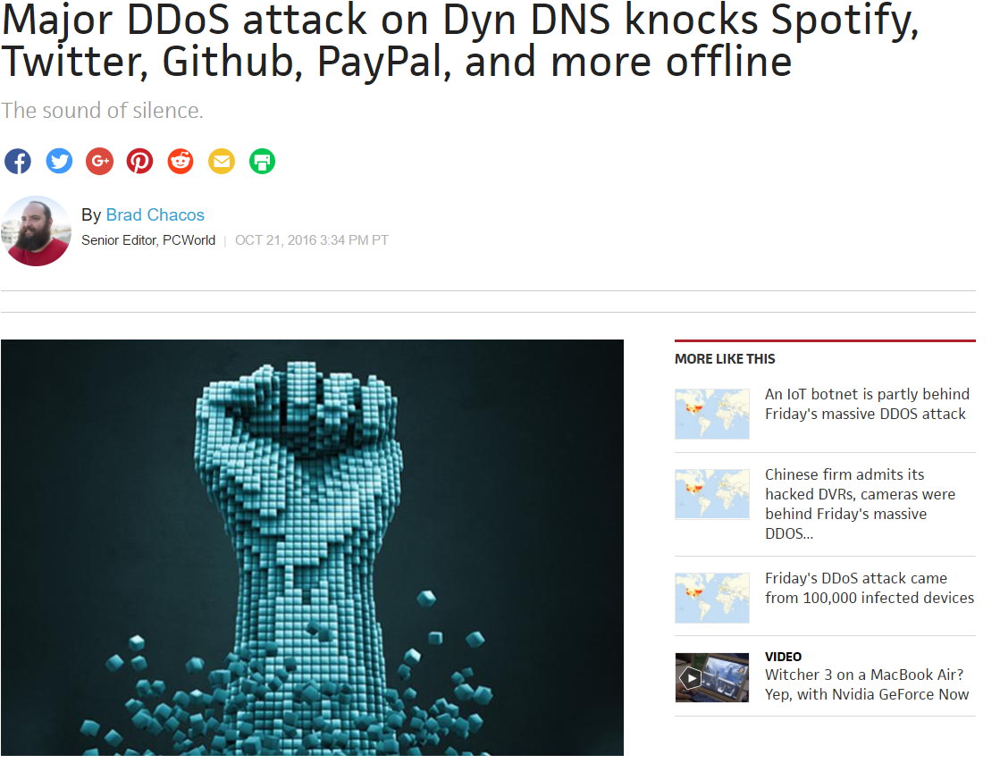 Major DDoS attack on Dyn DNS knocks Spotify,
Twitter, Github, PayPal, and more offline
The sound of silence.
G+
By Brad Chacos
Senior Editor, PCWorld | OCT 21, 2016 3:34 PM PT
MORE LIKE THIS
An IoT botnet is partly behind
Friday's massive DDOS attack
Chinese firm admits its
hacked DVRs, cameras were
behind Friday's massive
DDOS...
Friday's DDoS attack came
from 100,000 infected devices
VIDEO
Witcher 3 on a MacBook Air?
Yep, with Nvidia GeForce Now